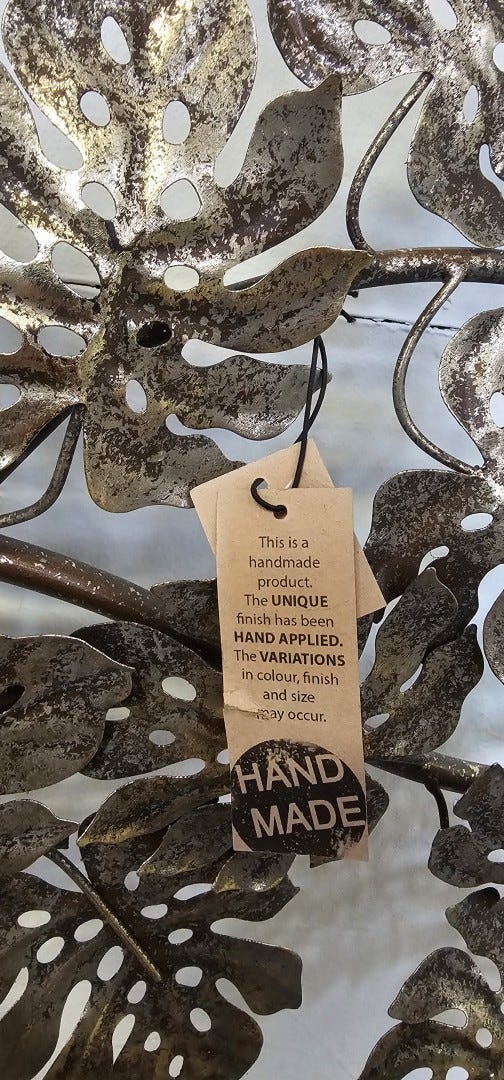 This is a
handmade
product.
The UNIQUE
finish has been
HAND APPLIED.
The VARIATIONS
in colour, finish
and size
may occur.
HAND
MADE